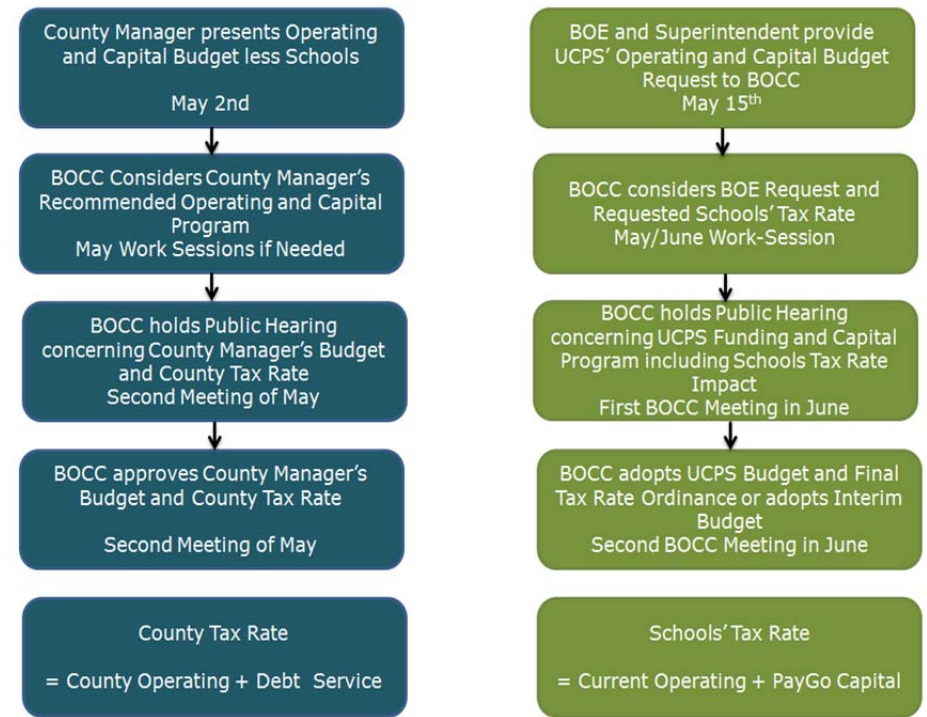 County Manager presents Operating
and Capital Budget less Schools
May 2nd
BOCC Considers County Manager's
Recommended Operating and Capital
Program
May Work Sessions if Needed
BOCC holds Public Hearing
concerning County Manager's Budget
and County Tax Rate
Second Meeting of May
BOCC approves County Manager's
Budget and County Tax Rate
Second Meeting of May
County Tax Rate
= County Operating + Debt Service
BOE and Superintendent provide
UCPS' Operating and Capital Budget
Request to BOCC
May 15th
BOCC considers BOE Request and
Requested Schools' Tax Rate
May/June Work-Session
BOCC holds Public Hearing
concerning UCPS Funding and Capital
Program including Schools Tax Rate
Impact
First BOCC Meeting in June
BOCC adopts UCPS Budget and Final
Tax Rate Ordinance or adopts Interim
Budget
Second BOCC Meeting in June
Schools' Tax Rate
= Current Operating + PayGo Capital